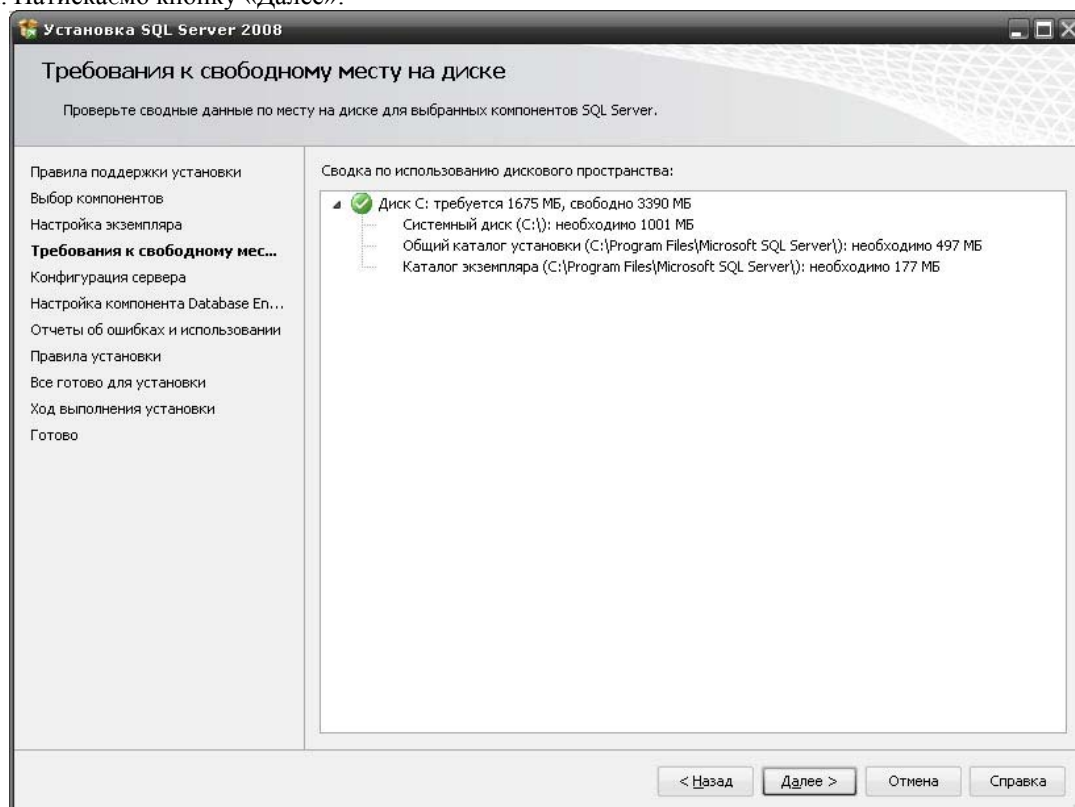 . Натискаємо кнопку «Далее».
Установка SQL Server 2008
Требования к свободному месту на диске
Проверьте сводные данные по месту на диске для выбранных компонентов SQL Server.
Правила поддержки установки
Выбор компонентов
Настройка экземпляра
Требования к свободному мес...
Конфигурация сервера
Настройка компонента Database En...
Отчеты об ошибках и использовании
Правила установки
Все готово для установки
Ход выполнения установки
Готово
Сводка по использованию дискового пространства:
Диск C: требуется 1675 МБ, свободно 3390 МБ
Системный диск (C:\): необходимо 1001 МБ
Общий каталог установки (C:\Program Files\Microsoft SQL Server\): необходимо 497 МБ
Каталог экземпляра (C:\Program Files\Microsoft SQL Server\): необходимо 177 МБ
< Назад Далее > Отмена Справка